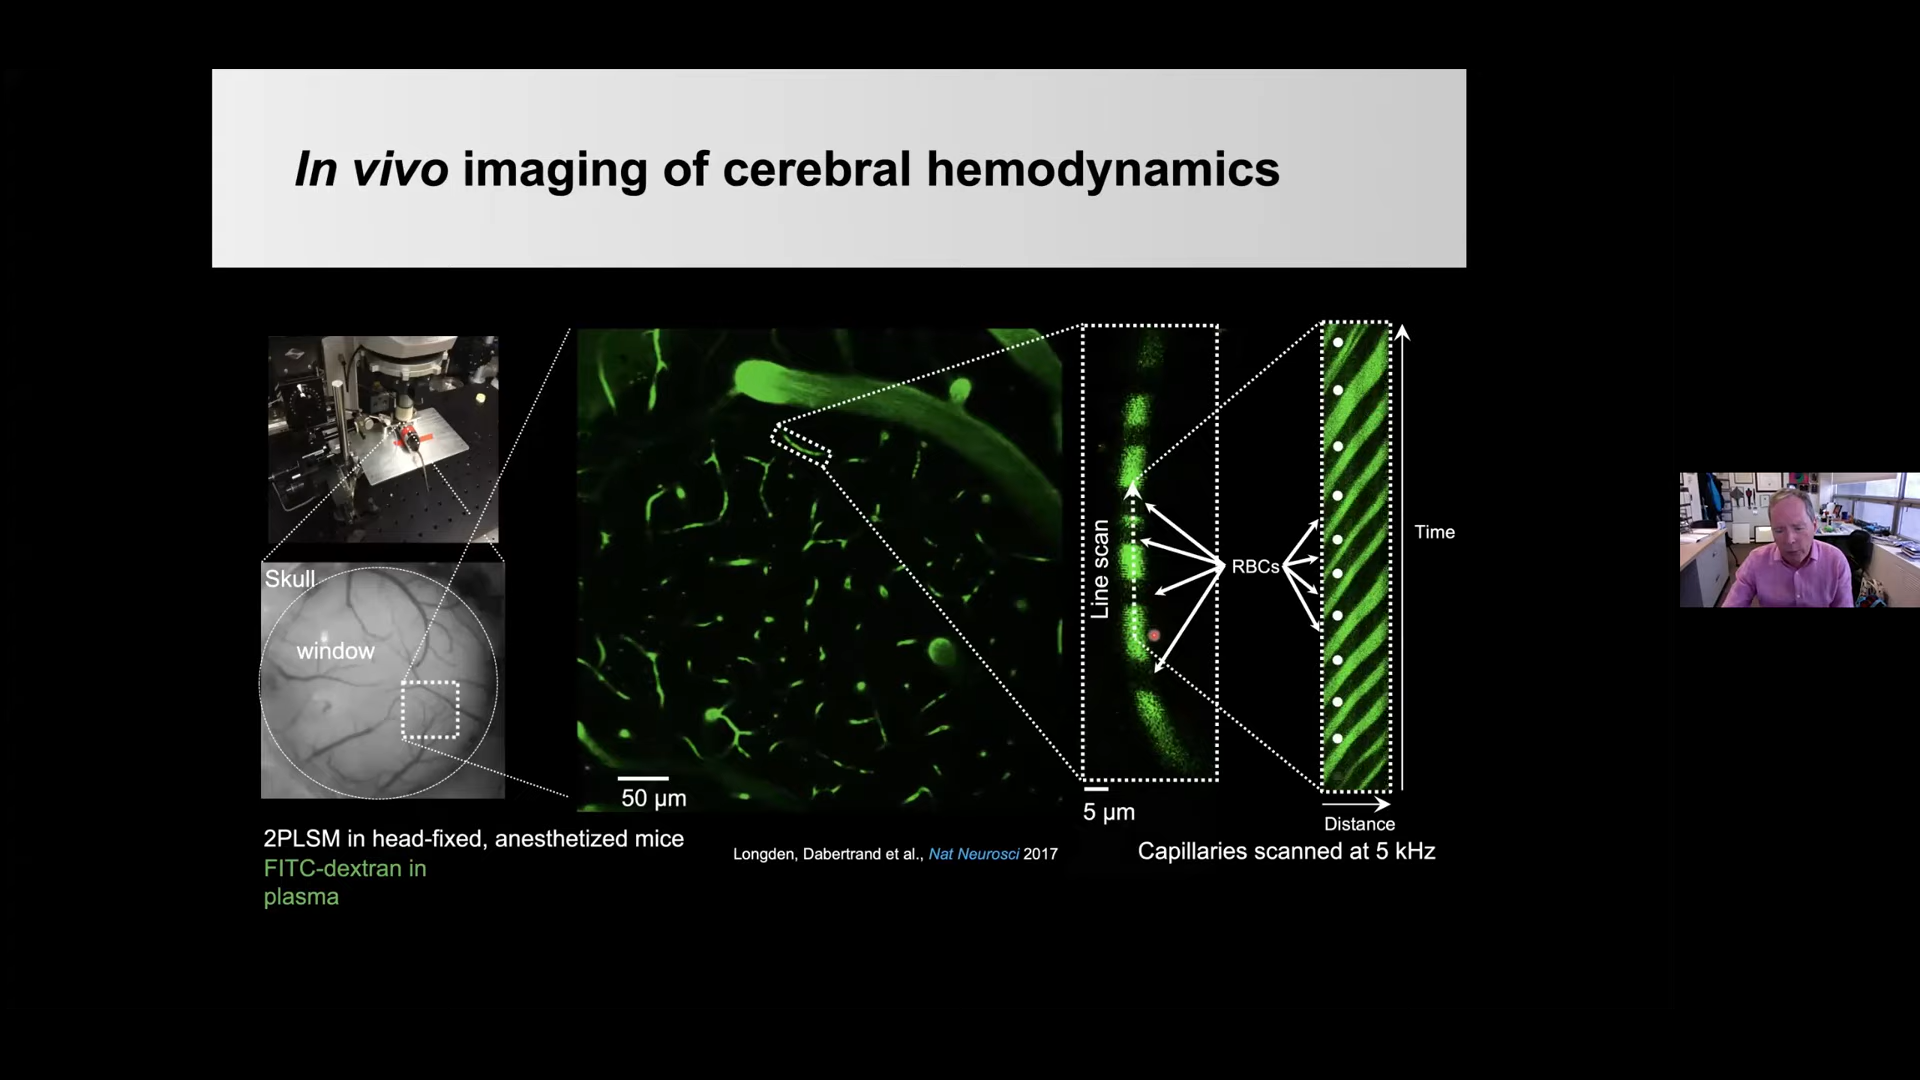 In vivo imaging of cerebral hemodynamics
Skull
window
2PLSM in head-fixed, anesthetized mice
FITC-dextran in
plasma
50 µm
Longden, Dabertrand et al., Nat Neurosci 2017
Line scan
RBCs
5 µm
Time
Distance
Capillaries scanned at 5 kHz